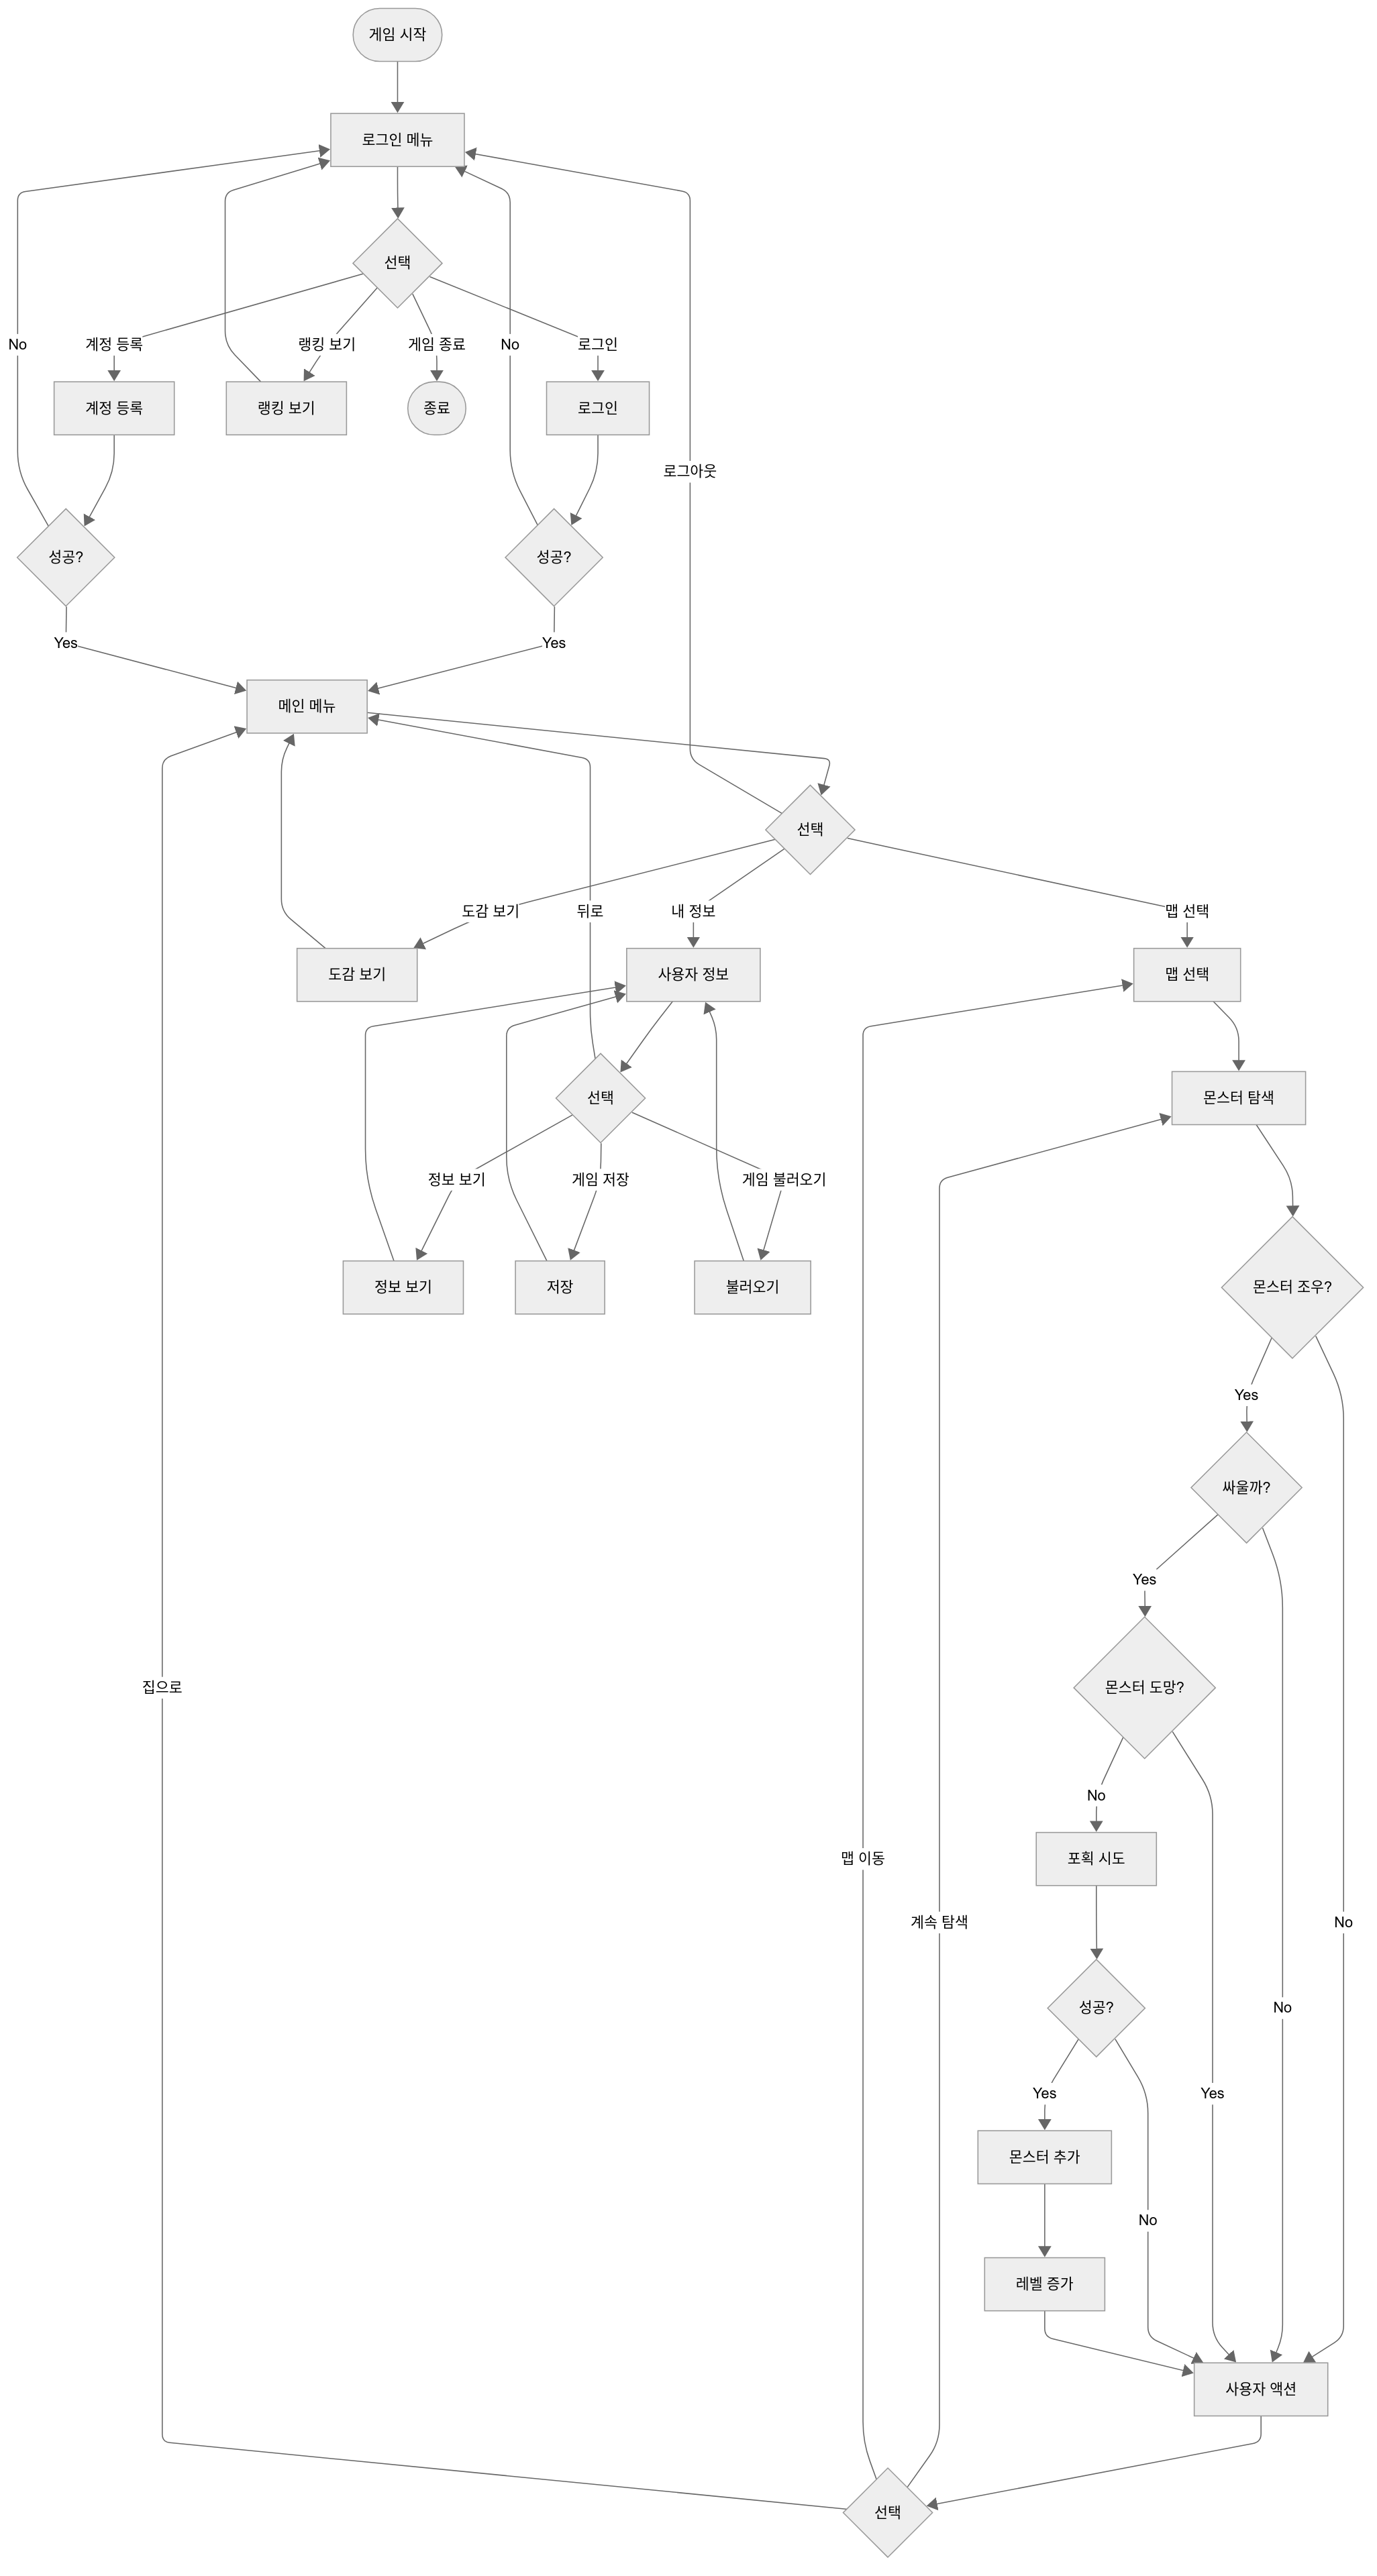 게임 시작
로그인 메뉴
선택
No
계정 등록
랭킹 보기
게임 종료
No
로그인
계정 등록
랭킹 보기
종료
로그인
로그아웃
성공?
성공?
Yes
Yes
메인 메뉴
선택
도감 보기
뒤로
내 정보
맵 선택
도감 보기
사용자 정보
맵 선택
선택
몬스터 탐색
정보 보기
게임 저장
게임 불러오기
정보 보기
저장
불러오기
몬스터 조우?
Yes
싸울까?
Yes
집으로
몬스터 도망?
No
맵 이동
포획 시도
계속 탐색
No
성공?
No
Yes
Yes
몬스터 추가
No
레벨 증가
사용자 액션
선택